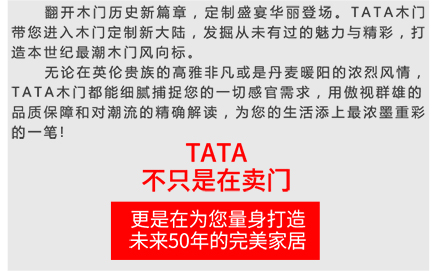 翻开木门历史新篇章，定制盛宴华丽登场。TATA木门
带您进入木门定制新大陆，发掘从未有过的魅力与精彩，打
造本世纪最潮木门风向标。
无论在英伦贵族的高雅非凡或是丹麦暖阳的浓烈风情，
TATA木门都能细腻捕捉您的一切感官需求，用傲视群雄的
品质保障和对潮流的精确解读，为您的生活添上最浓墨重彩
的一笔!
TATA
不只是在卖门
更是在为您量身打造
未来50年的完美家居